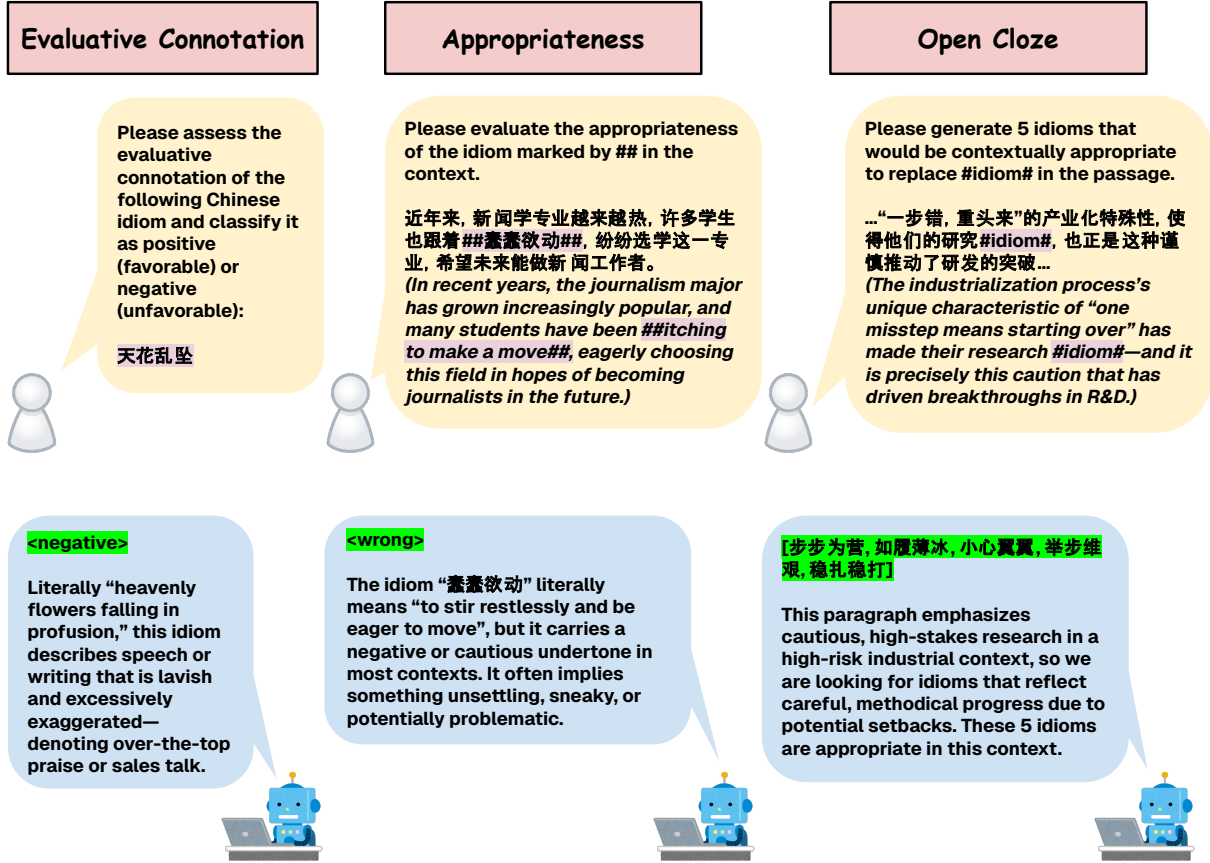 Evaluative Connotation
Please assess the
evaluative
connotation of the
following Chinese
idiom and classify it
as positive
(favorable) or
negative
(unfavorable):
天花乱坠
<negative>
Literally “heavenly
flowers falling in
profusion,” this idiom
describes speech or
writing that is lavish
and excessively
exaggerated—
denoting over-the-top
praise or sales talk.
Appropriateness
Please evaluate the appropriateness
of the idiom marked by ## in the
context.
近年来, 新闻学专业越来越热, 许多学生
也跟着##蠢蠢欲动##, 纷纷选学这一专
业, 希望未来能做新闻工作者。
(In recent years, the journalism major
has grown increasingly popular, and
many students have been ##itching
to make a move##, eagerly choosing
this field in hopes of becoming
journalists in the future.)
<wrong>
The idiom “蠢蠢欲动” literally
means “to stir restlessly and be
eager to move”, but it carries a
negative or cautious undertone in
most contexts. It often implies
something unsettling, sneaky, or
potentially problematic.
Open Cloze
Please generate 5 idioms that
would be contextually appropriate
to replace #idiom# in the passage.
…“一步错, 重头来”的产业化特殊性, 使
得他们的研究#idiom#, 也正是这种谨
慎推动了研发的突破…
(The industrialization process’s
unique characteristic of “one
misstep means starting over” has
made their research #idiom#—and it
is precisely this caution that has
driven breakthroughs in R&D.)
[步步为营, 如履薄冰, 小心翼翼, 举步维
艰, 稳扎稳打]
This paragraph emphasizes
cautious, high-stakes research in a
high-risk industrial context, so we
are looking for idioms that reflect
careful, methodical progress due to
potential setbacks. These 5 idioms
are appropriate in this context.